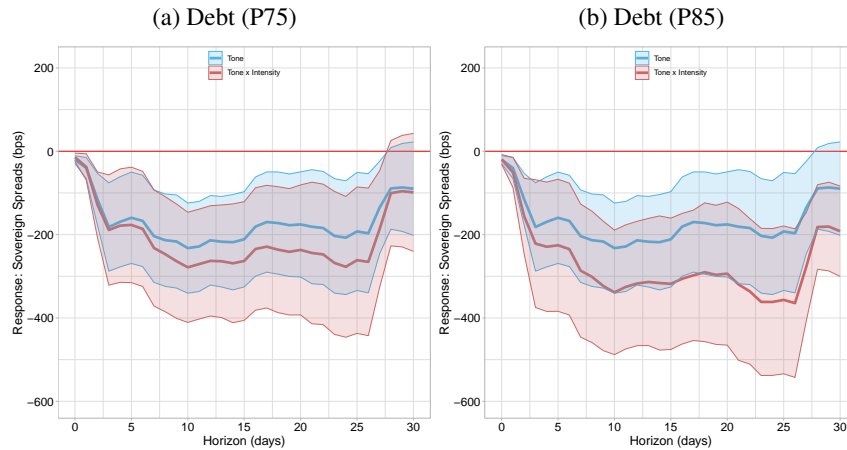 (a) Debt (P75)
Tone
Tone x Intensity
Response: Sovereign Spreads (bps)
200
0
−200
−400
−600
0 5 10 15 20 25 30
Horizon (days)
(b) Debt (P85)
Tone
Tone x Intensity
Response: Sovereign Spreads (bps)
200
0
−200
−400
−600
0 5 10 15 20 25 30
Horizon (days)